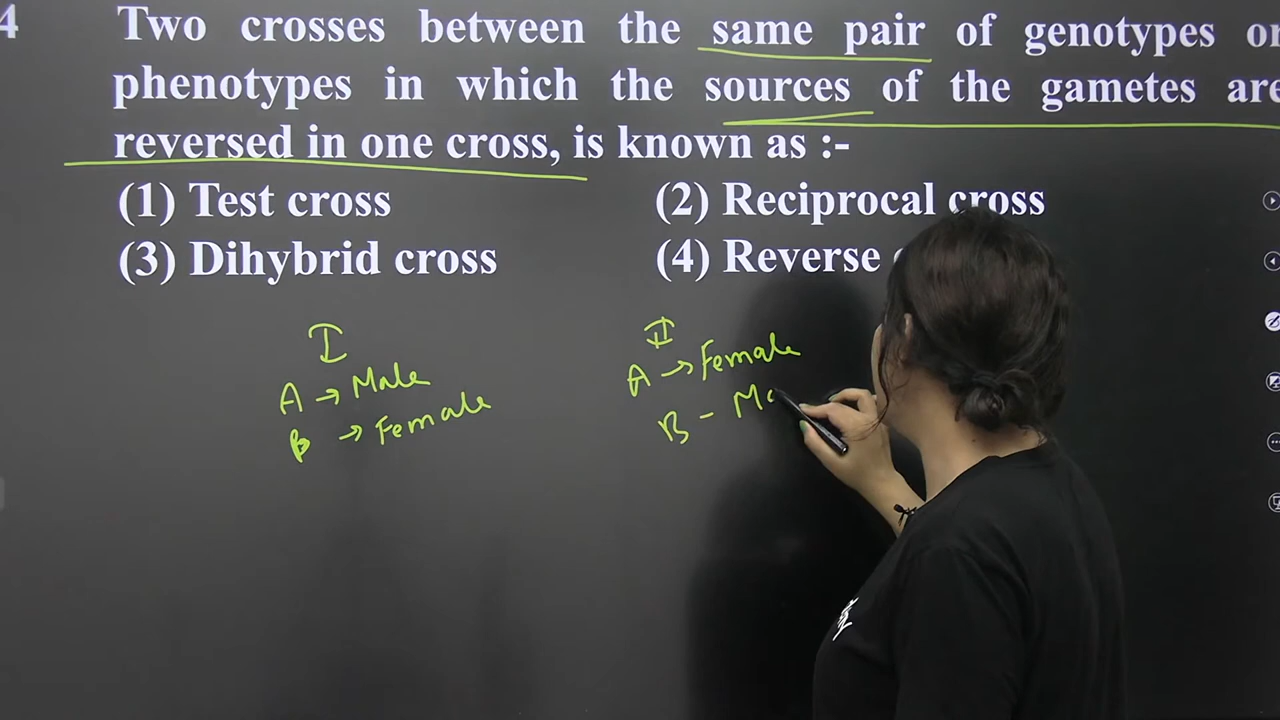 4 Two crosses between the same pair of genotypes or
phenotypes in which the sources of the gametes are
reversed in one cross, is known as :-
(1) Test cross (2) Reciprocal cross
(3) Dihybrid cross (4) Reverse
I II
A → Male A → Female
B → Female B - Ma